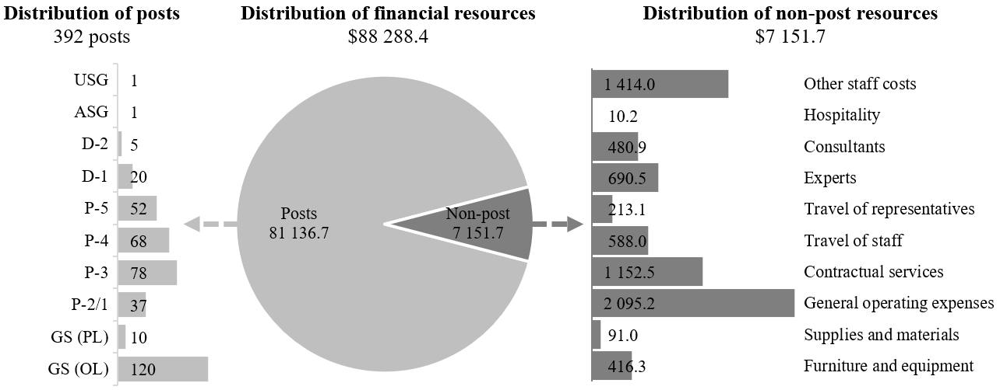 Distribution of posts
392 posts
USG 1
ASG 1
D-2 5
D-1 20
P-5 52
P-4 68
P-3 78
P-2/1 37
GS (PL) 10
GS (OL) 120
Distribution of financial resources
$88 288.4
Posts
81 136.7
Non-post
7 151.7
Distribution of non-post resources
$7 151.7
1 414.0 Other staff costs
10.2 Hospitality
480.9 Consultants
690.5 Experts
213.1 Travel of representatives
588.0 Travel of staff
1 152.5 Contractual services
2 095.2 General operating expenses
91.0 Supplies and materials
416.3 Furniture and equipment